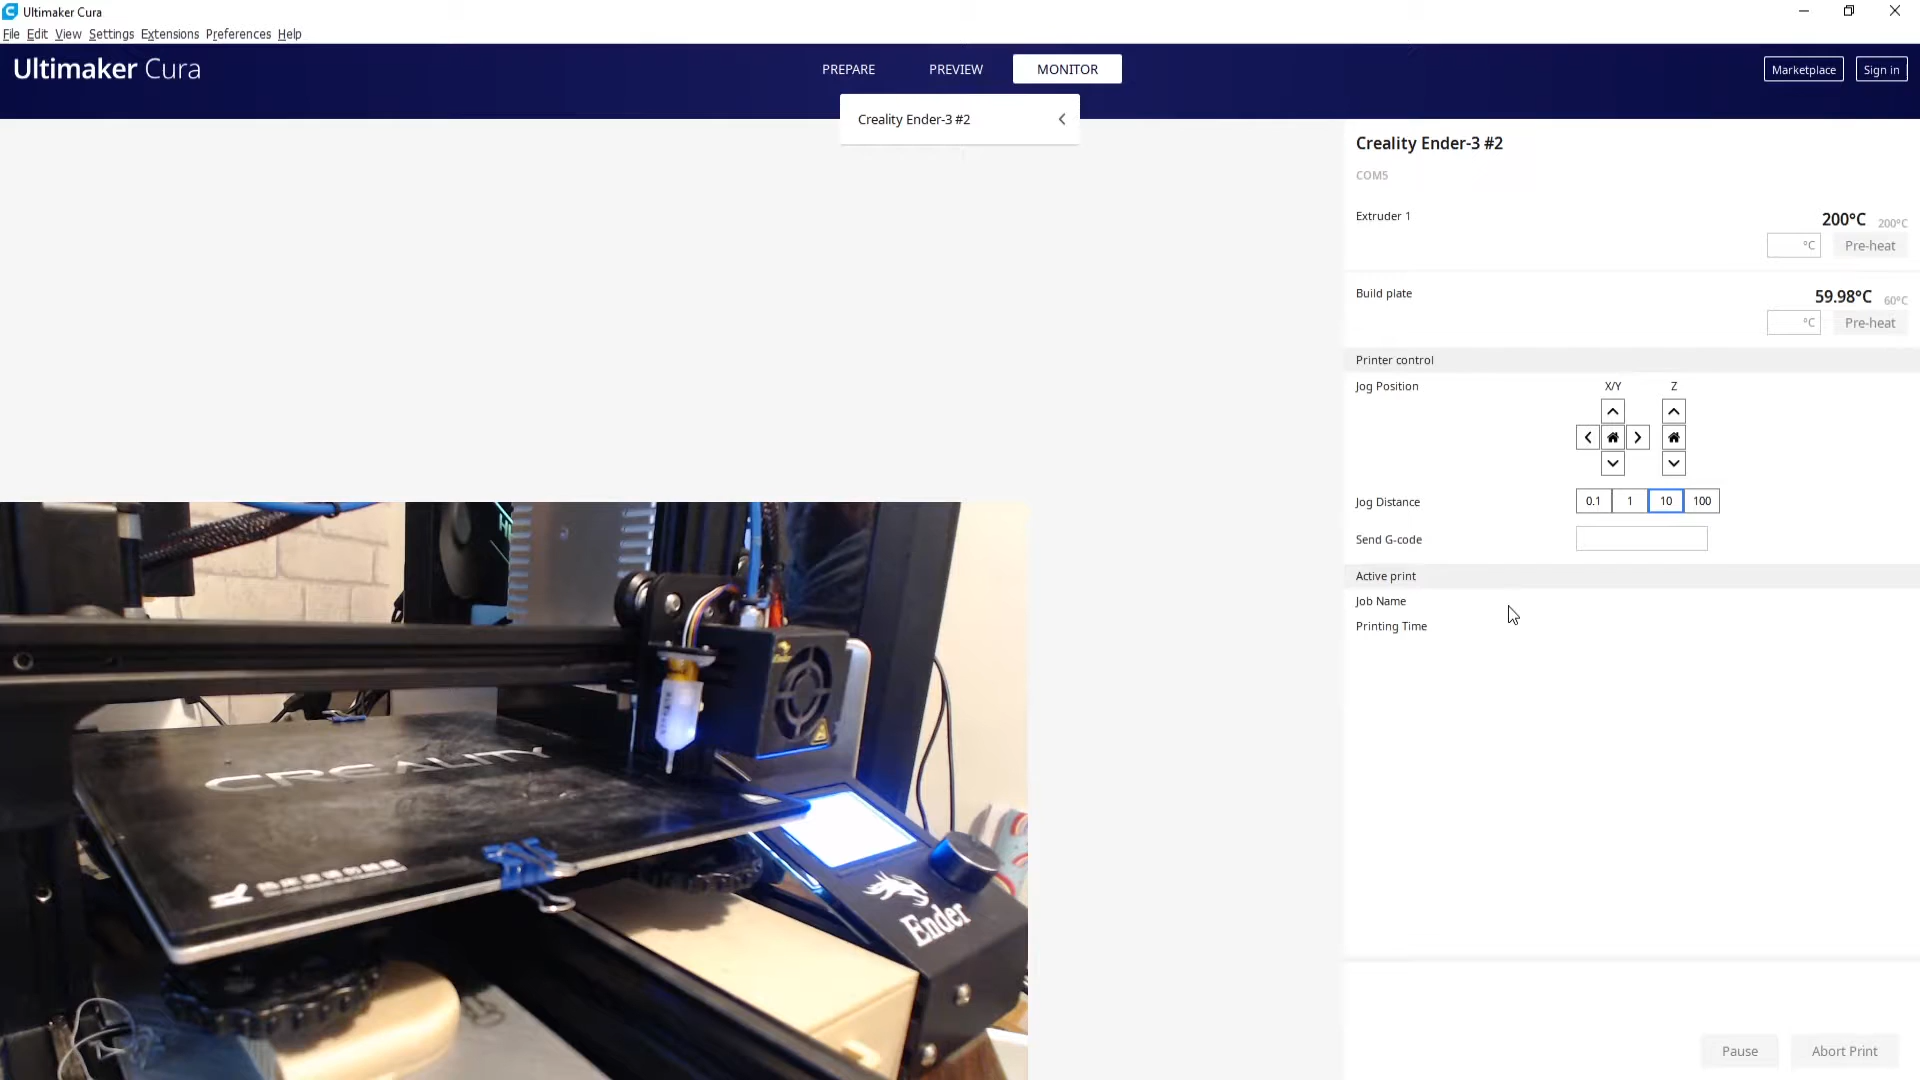 Ultimaker Cura
File Edit View Settings Extensions Preferences Help
Ultimaker Cura
PREPARE PREVIEW MONITOR
Marketplace Sign in
Creality Ender-3 #2
Creality Ender-3 #2
COM5
Extruder 1
200°C 200°C
°C Pre-heat
Build plate
59.98°C 60°C
°C Pre-heat
Printer control
Jog Position
X/Y Z
Jog Distance
0.1 1 10 100
Send G-code
Active print
Job Name
Printing Time
CREALITY
Ender
Pause Abort Print